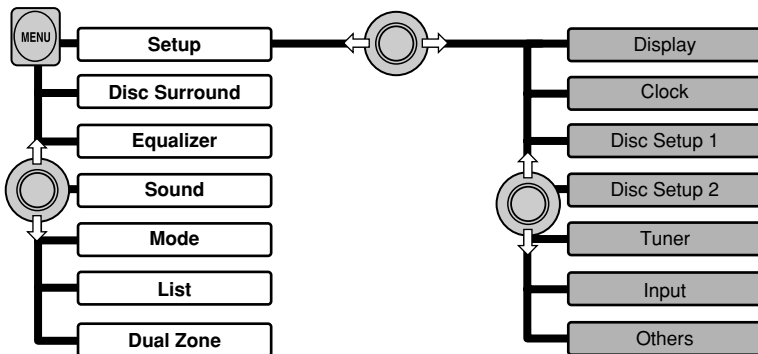 MENU
Setup
Disc Surround
Equalizer
Sound
Mode
List
Dual Zone
Display
Clock
Disc Setup 1
Disc Setup 2
Tuner
Input
Others